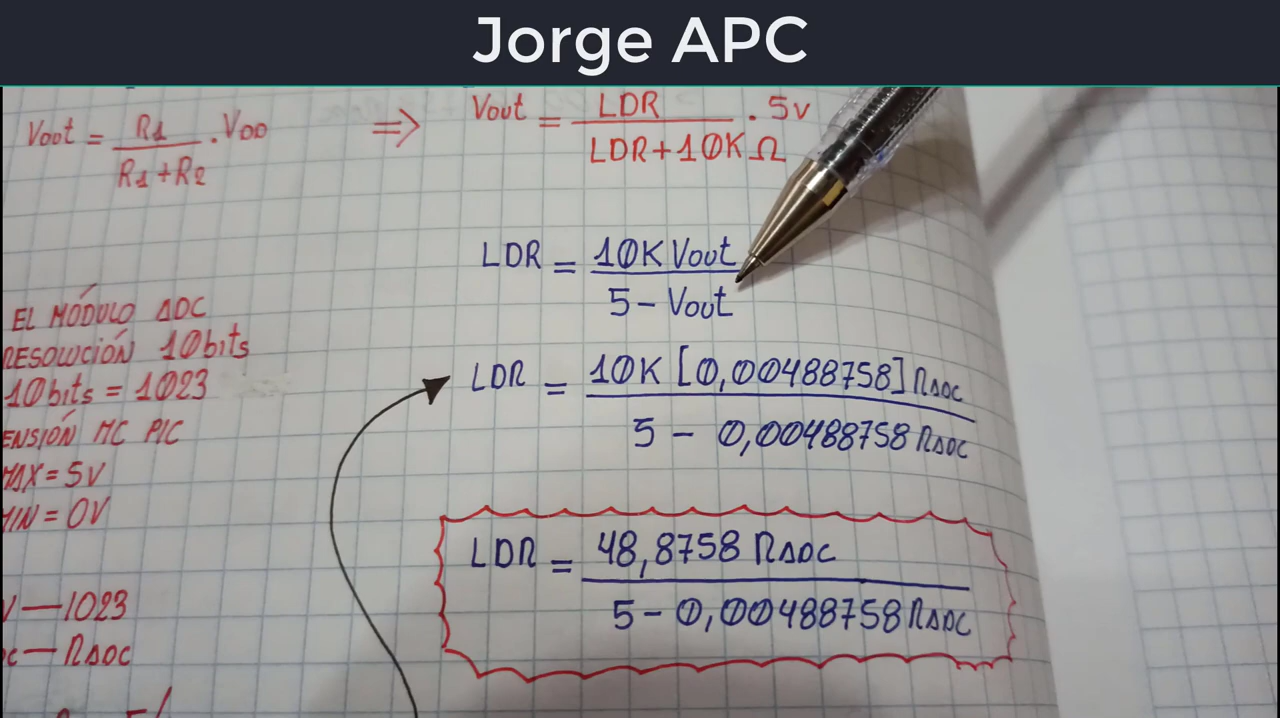 Jorge APC
Vout = R1 / R1+R2 . VDD => Vout = LDR / LDR+10KΩ . 5v
LDR = 10K Vout / 5 - Vout
LDR = 10K [0,00488758] RADC / 5 - 0,00488758 RADC
LDR = 48,8758 RADC / 5 - 0,00488758 RADC
EL MÓDULO ADC
RESOLUCIÓN 10bits
10bits = 1023
ENSIÓN MC PIC
MAX = 5V
MIN = 0V
V — 1023
DC — RADC